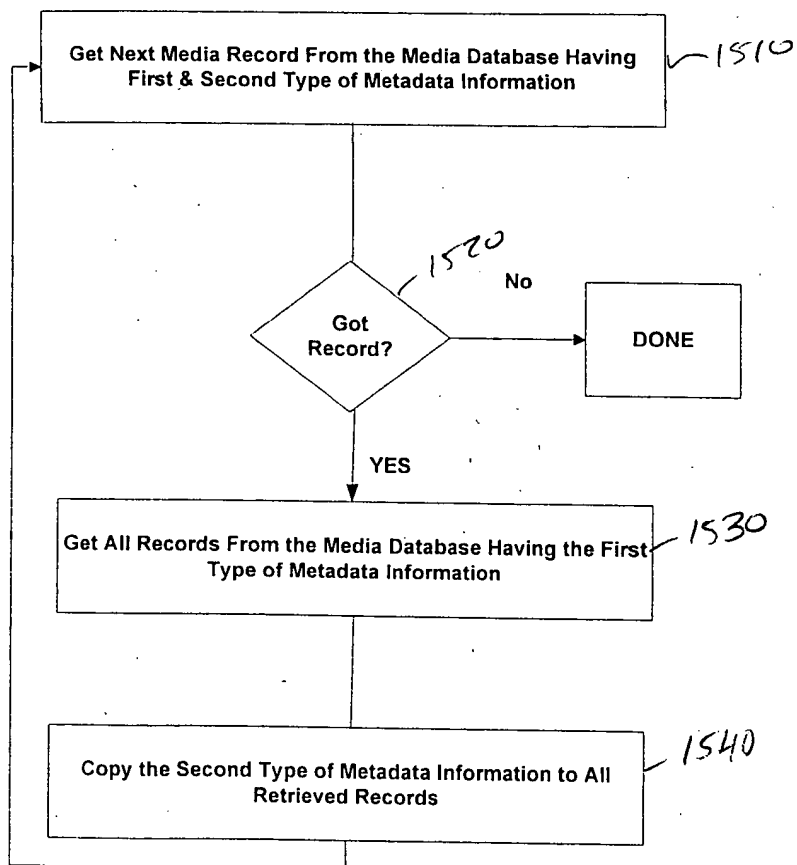 Get Next Media Record From the Media Database Having
First & Second Type of Metadata Information
1510
1520
No
Got
Record?
DONE
YES
Get All Records From the Media Database Having the First
Type of Metadata Information
1530
Copy the Second Type of Metadata Information to All
Retrieved Records
1540